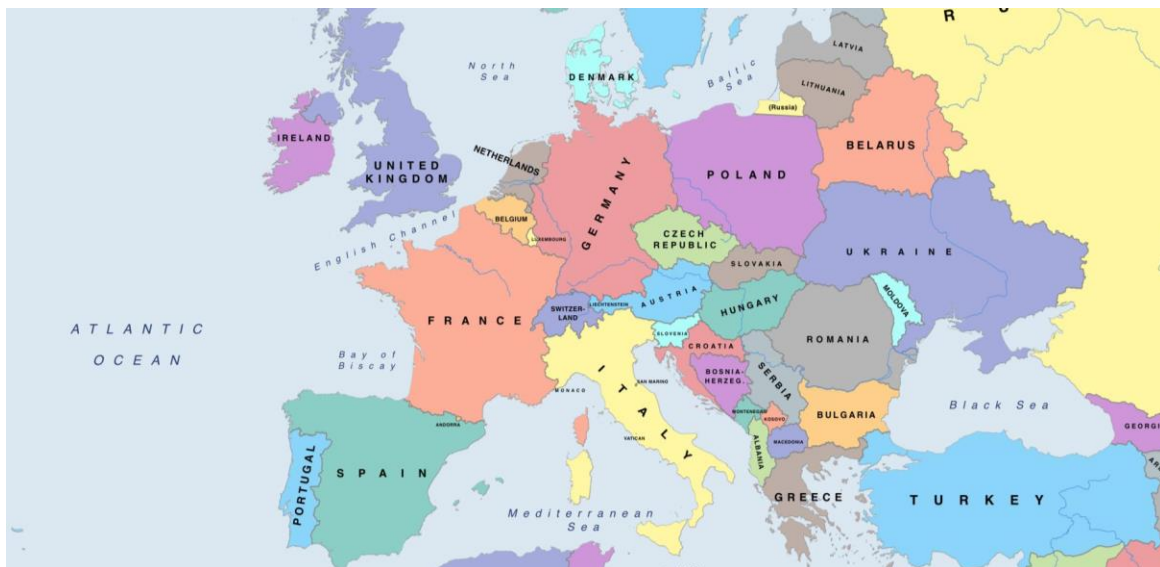 R U
LATVIA
North
Sea
DENMARK
Baltic
Sea
LITHUANIA
(Russia)
IRELAND
UNITED
KINGDOM
NETHERLANDS
GERMANY
POLAND
BELARUS
BELGIUM
LUXEMBOURG
English Channel
CZECH
REPUBLIC
SLOVAKIA
UKRAINE
MOLDOVA
ATLANTIC
OCEAN
FRANCE
SWITZER-
LAND
LIECHTENSTEIN
AUSTRIA
HUNGARY
ROMANIA
Bay of
Biscay
SLOVENIA
CROATIA
BOSNIA-
HERZEG.
SERBIA
ITALY
SAN MARINO
MONACO
MONTENEGRO
KOSOVO
BULGARIA
Black Sea
GEORGI
ANDORRA
VATICAN
ALBANIA
MACEDONIA
PORTUGAL
SPAIN
Mediterranean
Sea
GREECE
TURKEY